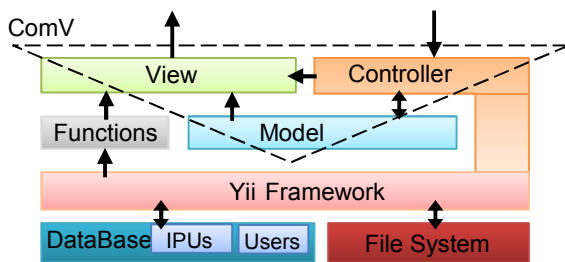 ComV
View
Controller
Functions
Model
Yii Framework
DataBase
IPUs
Users
File System